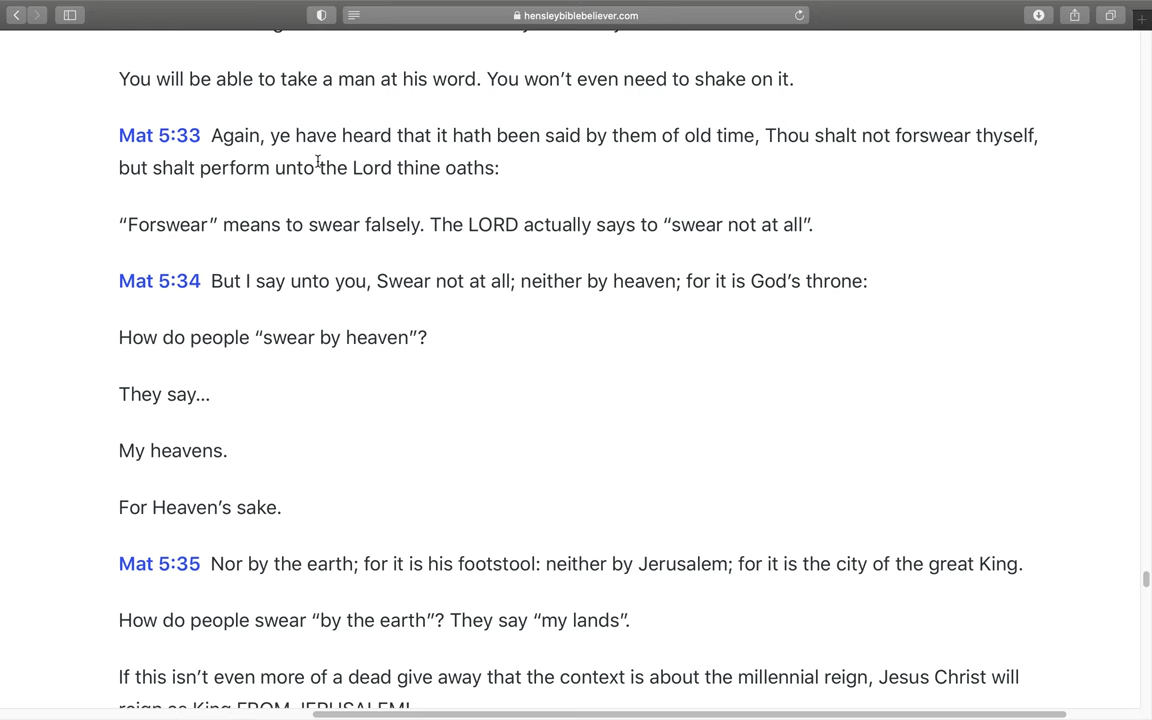 hensleybiblebeliever.com
You will be able to take a man at his word. You won’t even need to shake on it.
Mat 5:33 Again, ye have heard that it hath been said by them of old time, Thou shalt not forswear thyself,
but shalt perform unto the Lord thine oaths:
“Forswear” means to swear falsely. The LORD actually says to “swear not at all”.
Mat 5:34 But I say unto you, Swear not at all; neither by heaven; for it is God’s throne:
How do people “swear by heaven”?
They say…
My heavens.
For Heaven’s sake.
Mat 5:35 Nor by the earth; for it is his footstool: neither by Jerusalem; for it is the city of the great King.
How do people swear “by the earth”? They say “my lands”.
If this isn’t even more of a dead give away that the context is about the millennial reign, Jesus Christ will
reign as King FROM JERUSALEM!